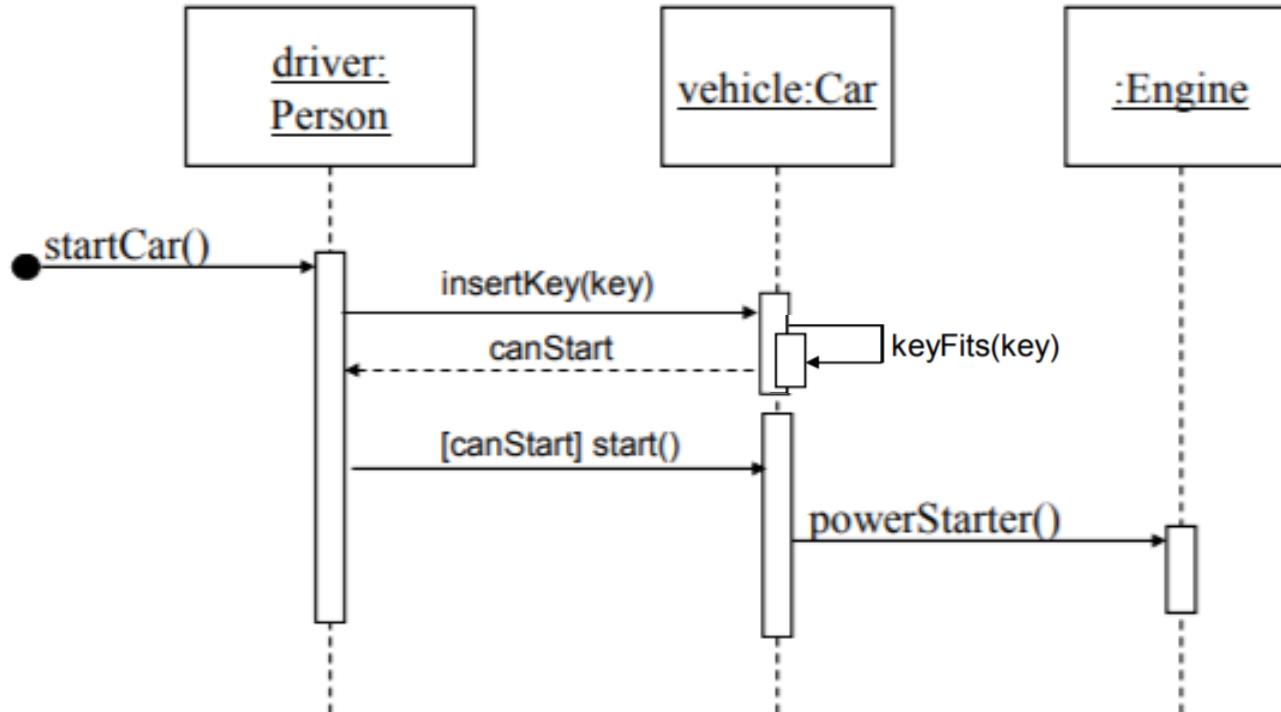 driver:
Person
vehicle:Car
:Engine
startCar()
insertKey(key)
canStart
keyFits(key)
[canStart] start()
powerStarter()